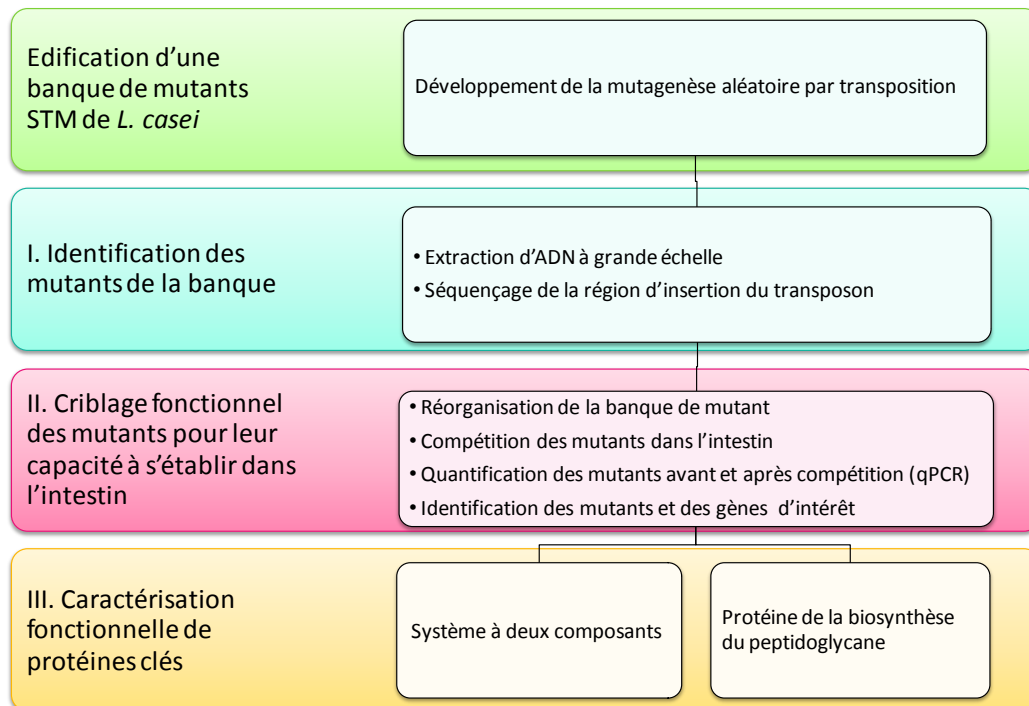 Edification d'une
banque de mutants
STM de L. casei
Développement de la mutagenèse aléatoire par transposition
I. Identification des
mutants de la banque
• Extraction d'ADN à grande échelle
• Séquençage de la région d'insertion du transposon
II. Criblage fonctionnel
des mutants pour leur
capacité à s'établir dans
l'intestin
• Réorganisation de la banque de mutant
• Compétition des mutants dans l'intestin
• Quantification des mutants avant et après compétition (qPCR)
• Identification des mutants et des gènes d'intérêt
III. Caractérisation
fonctionnelle de
protéines clés
Système à deux composants
Protéine de la biosynthèse
du peptidoglycane